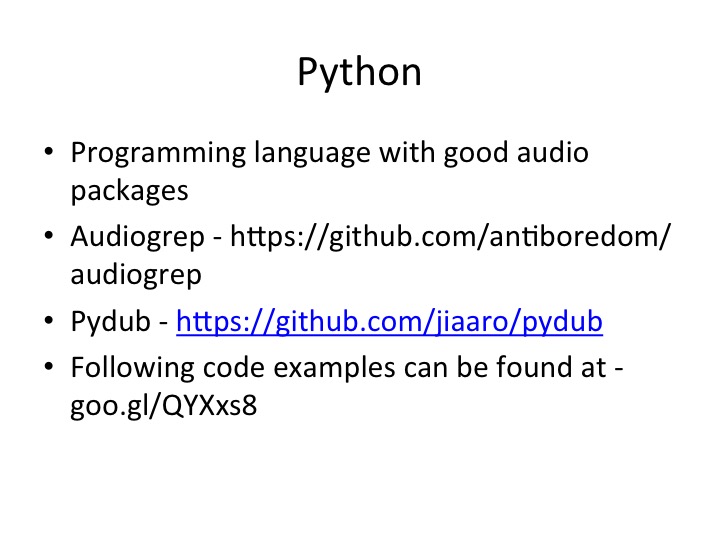 Python
• Programming language with good audio
packages
• Audiogrep - https://github.com/antiboredom/
audiogrep
• Pydub - https://github.com/jiaaro/pydub
• Following code examples can be found at -
goo.gl/QYXxs8